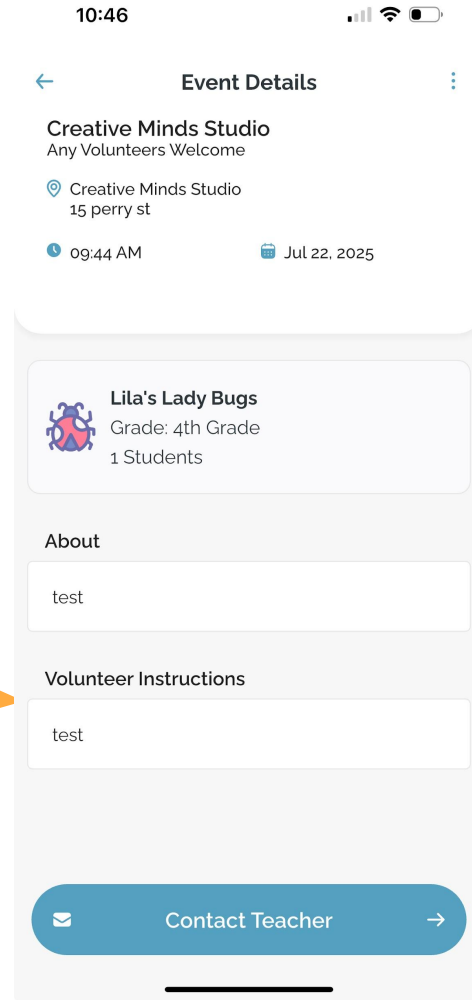 10:46
Event Details
Creative Minds Studio
Any Volunteers Welcome
Creative Minds Studio
15 perry st
09:44 AM
Jul 22, 2025
Lila's Lady Bugs
Grade: 4th Grade
1 Students
About
test
Volunteer Instructions
test
Contact Teacher